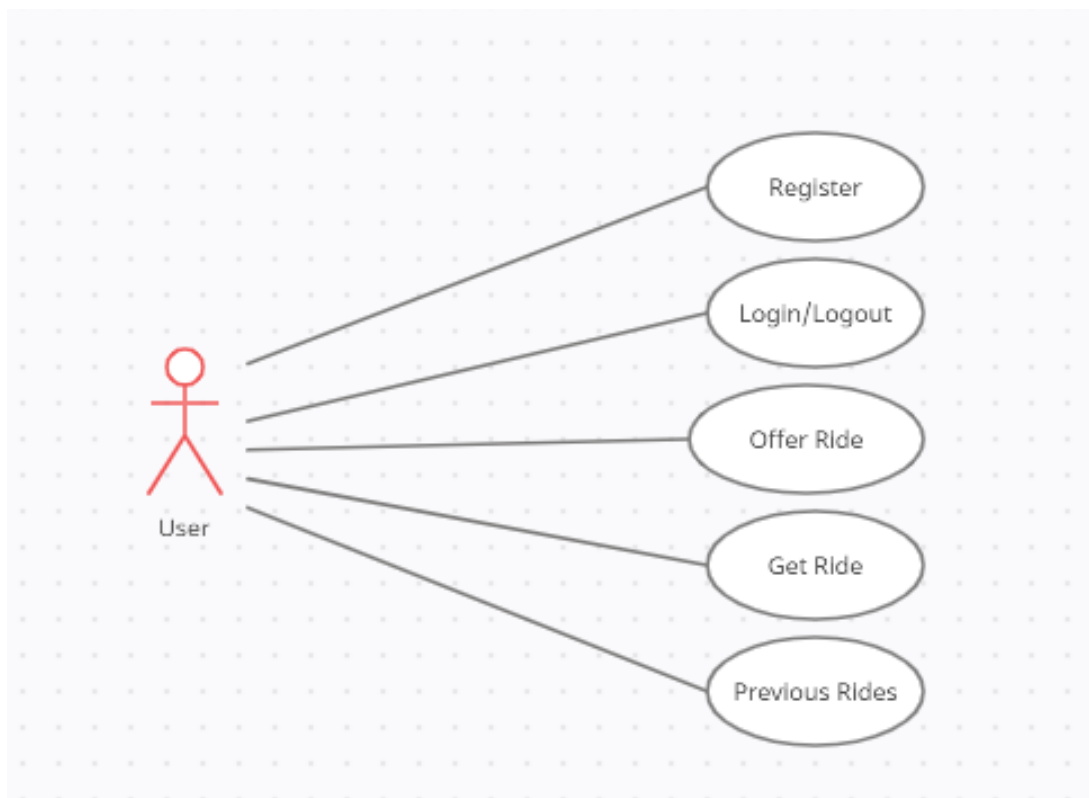 Register
Login/Logout
Offer Ride
Get Ride
User
Previous Rides